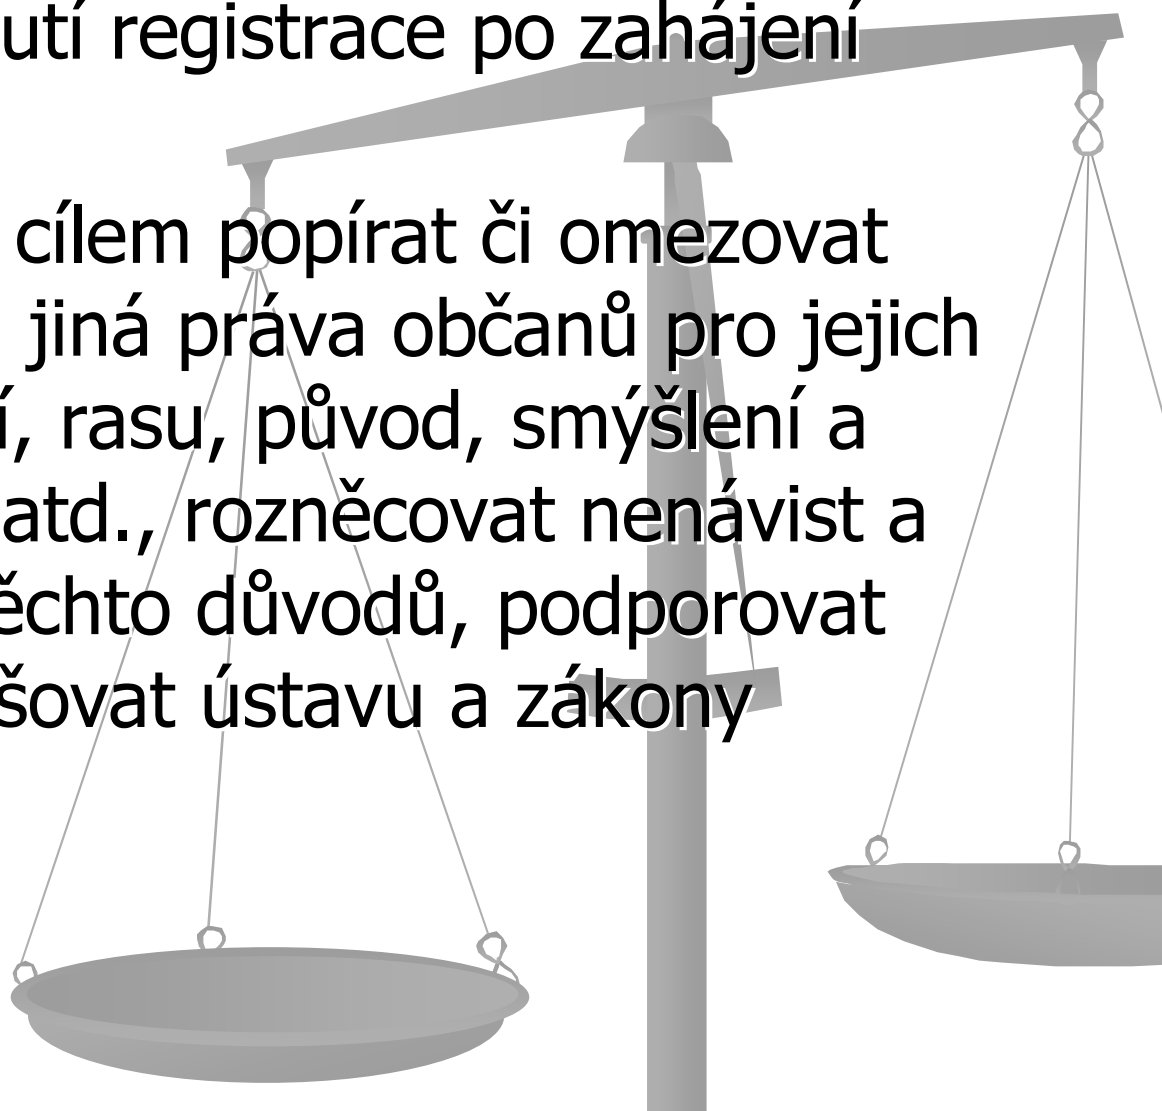 utí registrace po zahájení
cílem popírat či omezovat
jiná práva občanů pro jejich
í, rasu, původ, smýšlení a
atd., rozněcovat nenávist a
ěchto důvodů, podporovat
šovat ústavu a zákony